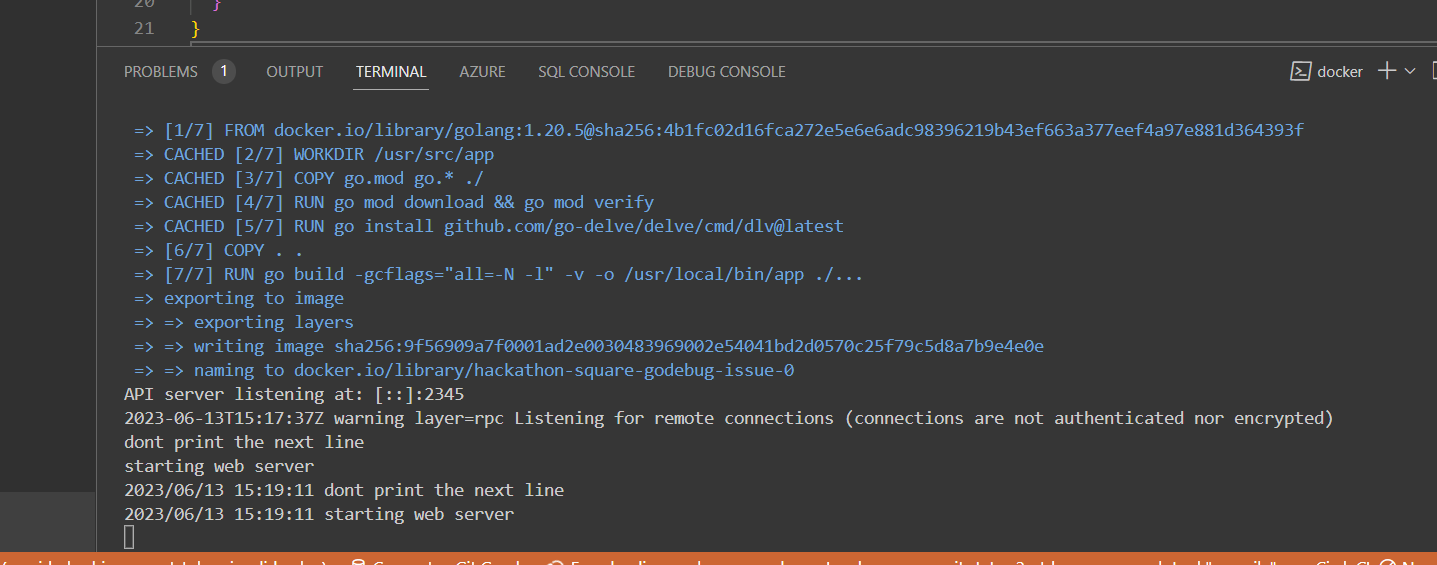 20 }
21 }
PROBLEMS 1 OUTPUT TERMINAL AZURE SQL CONSOLE DEBUG CONSOLE docker
=> [1/7] FROM docker.io/library/golang:1.20.5@sha256:4b1fc02d16fca272e5e6e6adc98396219b43ef663a377eef4a97e881d364393f
=> CACHED [2/7] WORKDIR /usr/src/app
=> CACHED [3/7] COPY go.mod go.* ./
=> CACHED [4/7] RUN go mod download && go mod verify
=> CACHED [5/7] RUN go install github.com/go-delve/delve/cmd/dlv@latest
=> [6/7] COPY . .
=> [7/7] RUN go build -gcflags="all=-N -l" -v -o /usr/local/bin/app ./...
=> exporting to image
=> => exporting layers
=> => writing image sha256:9f56909a7f0001ad2e0030483969002e54041bd2d0570c25f79c5d8a7b9e4e0e
=> => naming to docker.io/library/hackathon-square-godebug-issue-0
API server listening at: [::]:2345
2023-06-13T15:17:37Z warning layer=rpc Listening for remote connections (connections are not authenticated nor encrypted)
dont print the next line
starting web server
2023/06/13 15:19:11 dont print the next line
2023/06/13 15:19:11 starting web server